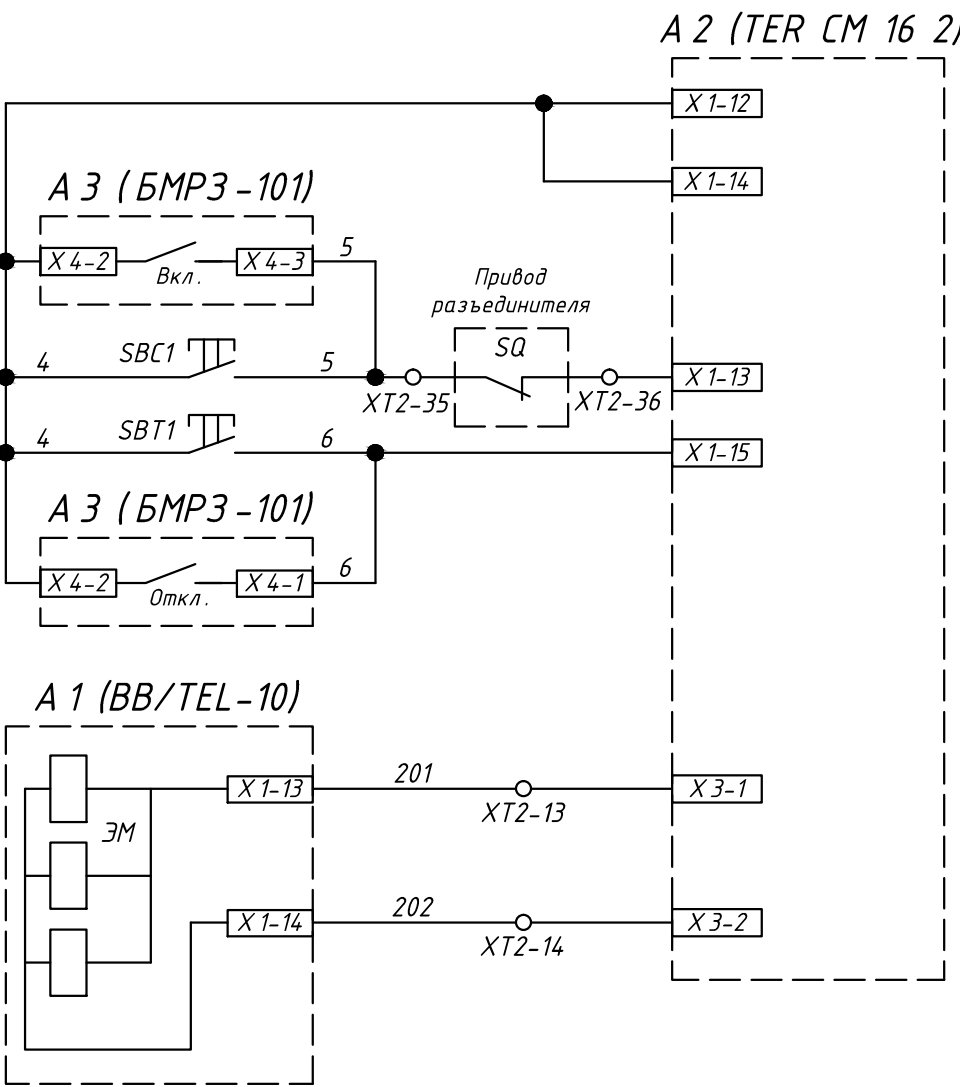 А 2 (TER CM 16 2)
X 1-12
X 1-14
А 3 (БМРЗ-101)
X 4-2
X 4-3
5
Вкл.
Привод
разъединителя
SQ
4
SBC1
5
XT2-35
XT2-36
X 1-13
4
SBT1
6
X 1-15
А 3 (БМРЗ-101)
X 4-2
X 4-1
6
Откл.
А 1 (BB/TEL-10)
X 1-13
201
XT2-13
X 3-1
ЭМ
X 1-14
202
XT2-14
X 3-2